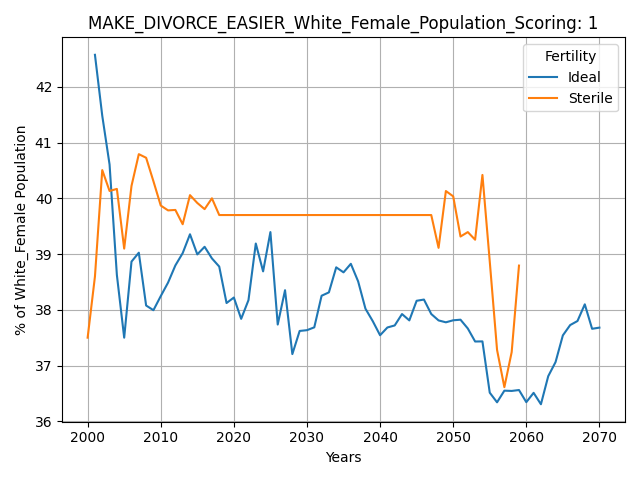 MAKE_DIVORCE_EASIER_White_Female_Population_Scoring: 1
Fertility
Ideal
Sterile
% of White_Female Population
42
41
40
39
38
37
36
2000 2010 2020 2030 2040 2050 2060 2070
Years